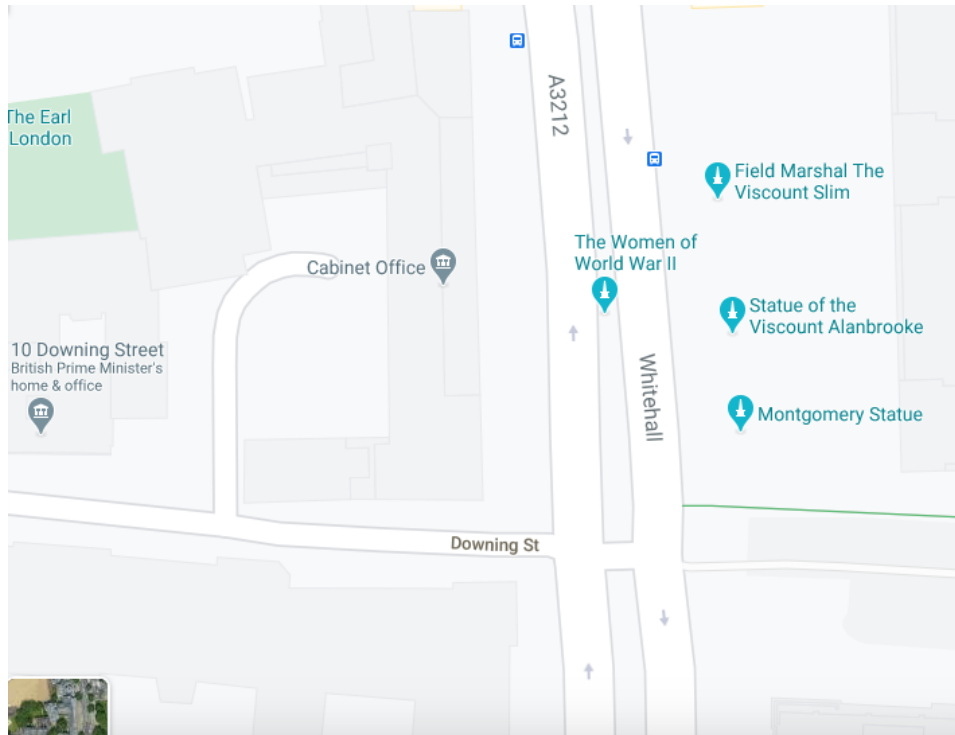 The Earl
London
A3212
Field Marshal The
Viscount Slim
The Women of
World War II
Cabinet Office
Statue of the
Viscount Alanbrooke
10 Downing Street
British Prime Minister's
home & office
Whitehall
Montgomery Statue
Downing St